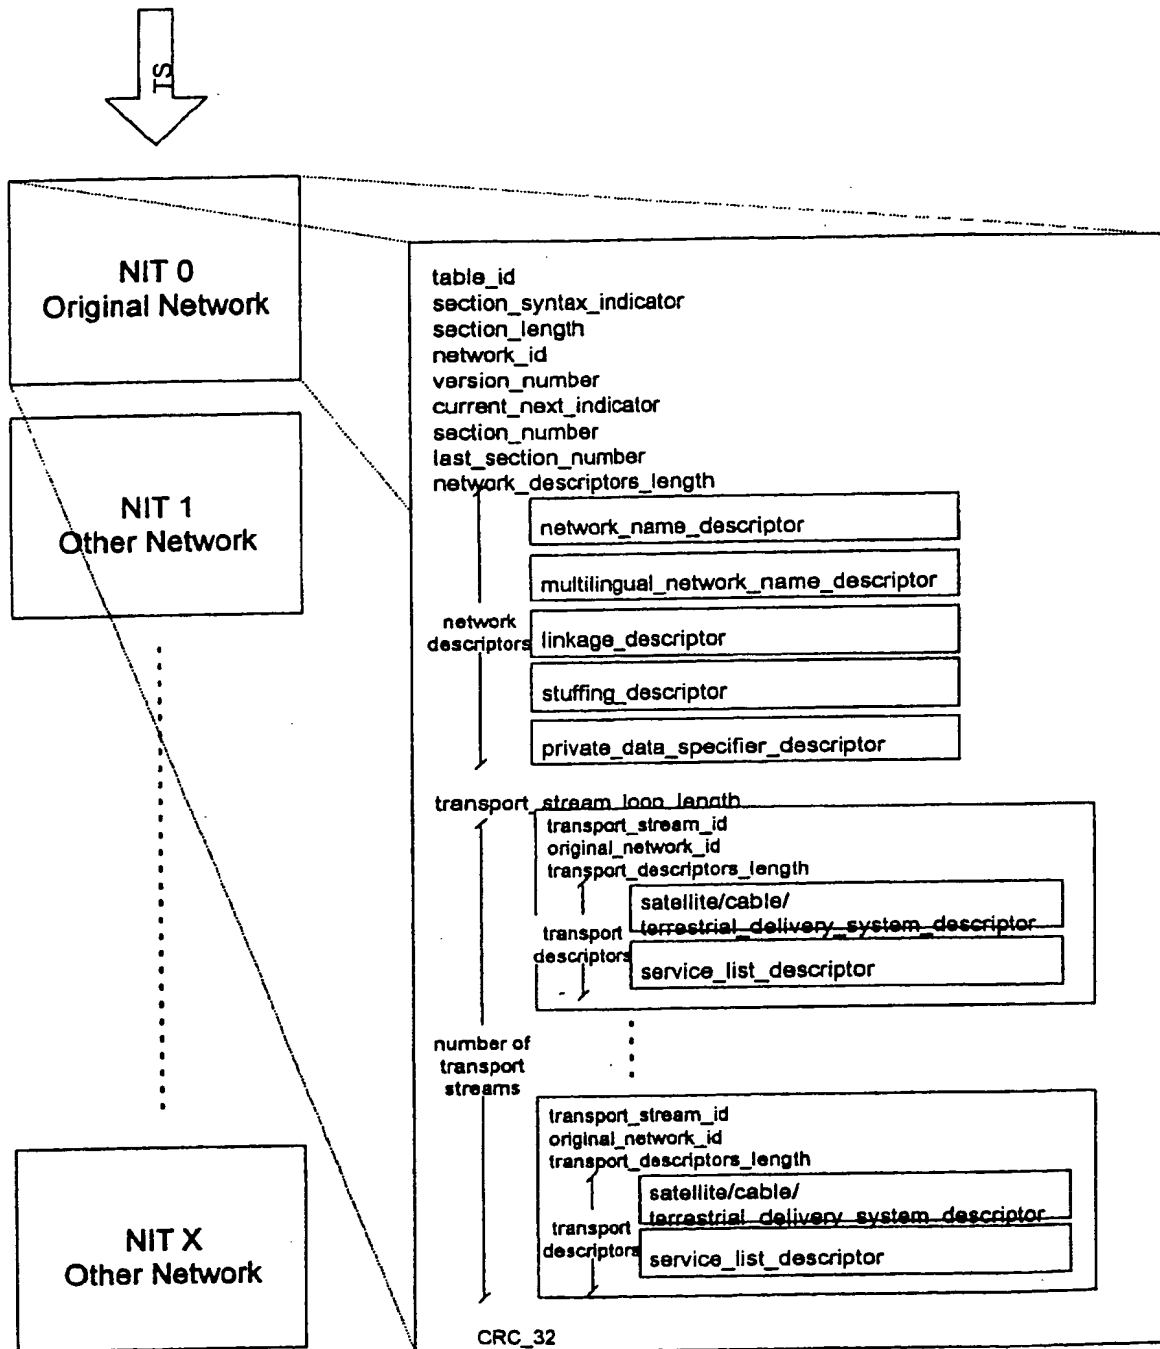 TS
NIT 0
Original Network
NIT 1
Other Network
NIT X
Other Network
table_id
section_syntax_indicator
section_length
network_id
version_number
current_next_indicator
section_number
last_section_number
network_descriptors_length
network
descriptors
network_name_descriptor
multilingual_network_name_descriptor
linkage_descriptor
stuffing_descriptor
private_data_specifier_descriptor
transport_stream_loop_length
number of
transport
streams
transport_stream_id
original_network_id
transport_descriptors_length
transport
descriptors
satellite/cable/
terrestrial_delivery_system_descriptor
service_list_descriptor
transport_stream_id
original_network_id
transport_descriptors_length
transport
descriptors
satellite/cable/
terrestrial_delivery_system_descriptor
service_list_descriptor
CRC_32